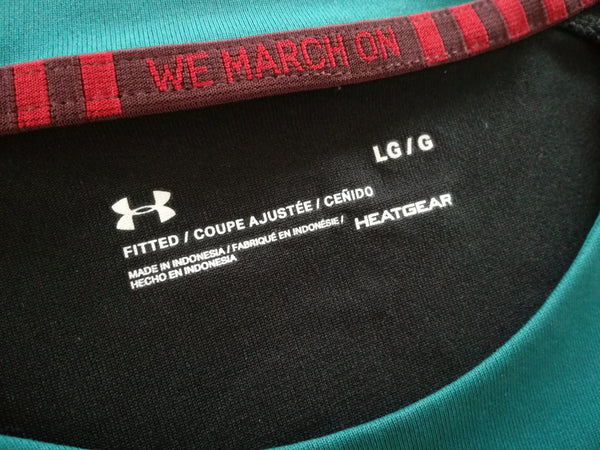 WE MARCH ON
LG / G
FITTED / COUPE AJUSTÉE / CEÑIDO
MADE IN INDONESIA / FABRIQUÉ EN INDONÉSIE /
HECHO EN INDONESIA
HEATGEAR